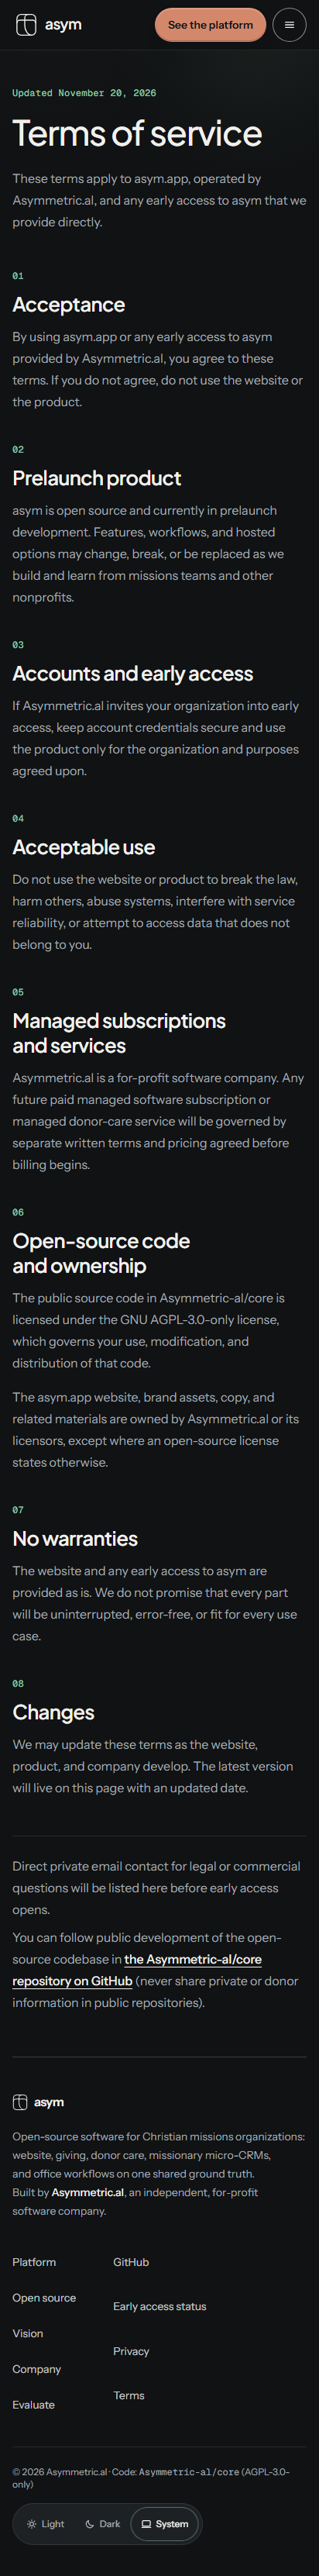 asym
See the platform
Updated November 20, 2026
Terms of service
These terms apply to asym.app, operated by
Asymmetric.al, and any early access to asym that we
provide directly.
01
Acceptance
By using asym.app or any early access to asym
provided by Asymmetric.al, you agree to these
terms. If you do not agree, do not use the website or
the product.
02
Prelaunch product
asym is open source and currently in prelaunch
development. Features, workflows, and hosted
options may change, break, or be replaced as we
build and learn from missions teams and other
nonprofits.
03
Accounts and early access
If Asymmetric.al invites your organization into early
access, keep account credentials secure and use
the product only for the organization and purposes
agreed upon.
04
Acceptable use
Do not use the website or product to break the law,
harm others, abuse systems, interfere with service
reliability, or attempt to access data that does not
belong to you.
05
Managed subscriptions
and services
Asymmetric.al is a for-profit software company. Any
future paid managed software subscription or
managed donor-care service will be governed by
separate written terms and pricing agreed before
billing begins.
06
Open-source code
and ownership
The public source code in Asymmetric-al/core is
licensed under the GNU AGPL-3.0-only license,
which governs your use, modification, and
distribution of that code.
The asym.app website, brand assets, copy, and
related materials are owned by Asymmetric.al or its
licensors, except where an open-source license
states otherwise.
07
No warranties
The website and any early access to asym are
provided as is. We do not promise that every part
will be uninterrupted, error-free, or fit for every use
case.
08
Changes
We may update these terms as the website,
product, and company develop. The latest version
will live on this page with an updated date.
Direct private email contact for legal or commercial
questions will be listed here before early access
opens.
You can follow public development of the open-
source codebase in the Asymmetric-al/core
repository on GitHub (never share private or donor
information in public repositories).
asym
Open-source software for Christian missions organizations:
website, giving, donor care, missionary micro-CRMs,
and office workflows on one shared ground truth.
Built by Asymmetric.al, an independent, for-profit
software company.
Platform
Open source
Vision
Company
Evaluate
GitHub
Early access status
Privacy
Terms
© 2026 Asymmetric.al · Code: Asymmetric-al/core (AGPL-3.0-
only)
Light
Dark
System